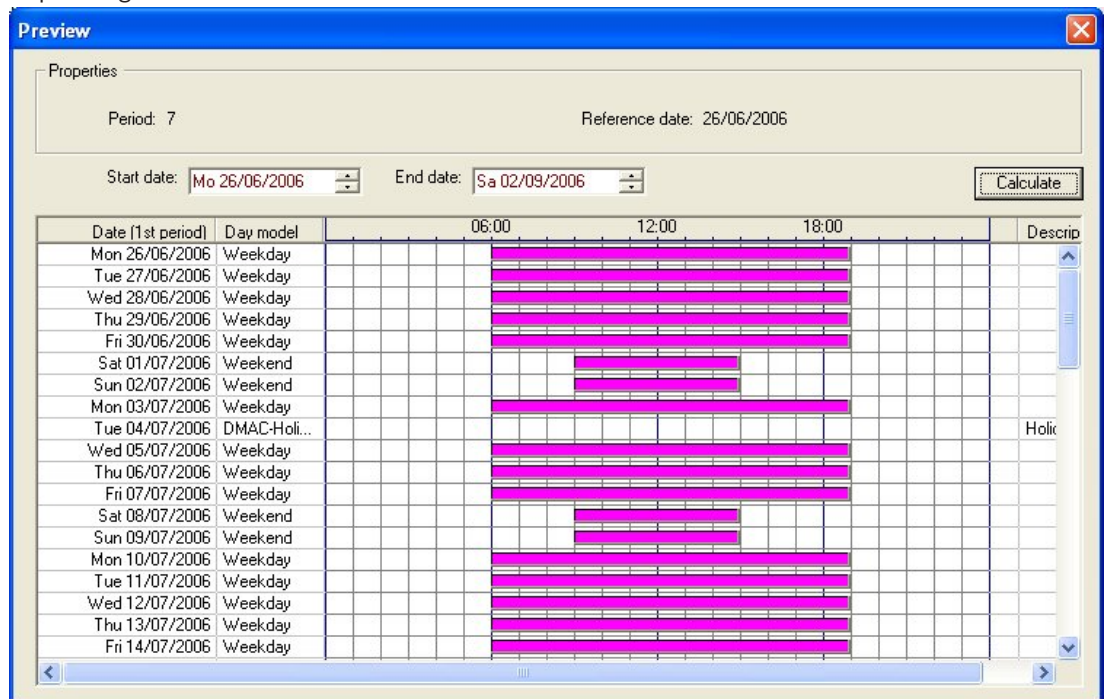 Preview
Properties
Period: 7 Reference date: 26/06/2006
Start date: Mo 26/06/2006 End date: Sa 02/09/2006 Calculate
Date (1st period) Day model 06:00 12:00 18:00 Descrip
Mon 26/06/2006 Weekday
Tue 27/06/2006 Weekday
Wed 28/06/2006 Weekday
Thu 29/06/2006 Weekday
Fri 30/06/2006 Weekday
Sat 01/07/2006 Weekend
Sun 02/07/2006 Weekend
Mon 03/07/2006 Weekday
Tue 04/07/2006 DMAC-Holi... Holid
Wed 05/07/2006 Weekday
Thu 06/07/2006 Weekday
Fri 07/07/2006 Weekday
Sat 08/07/2006 Weekend
Sun 09/07/2006 Weekend
Mon 10/07/2006 Weekday
Tue 11/07/2006 Weekday
Wed 12/07/2006 Weekday
Thu 13/07/2006 Weekday
Fri 14/07/2006 Weekday